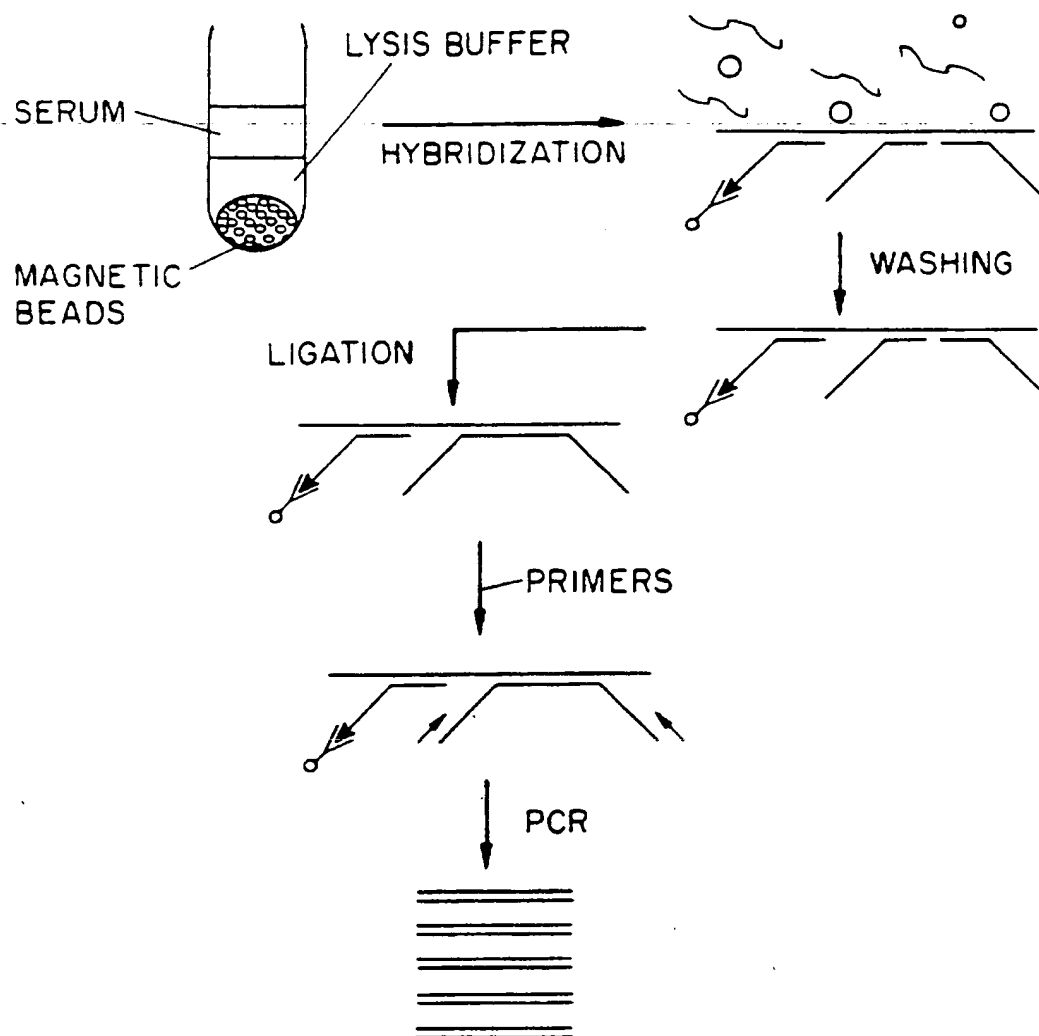 LYSIS BUFFER
SERUM
HYBRIDIZATION
MAGNETIC
BEADS
WASHING
LIGATION
PRIMERS
PCR